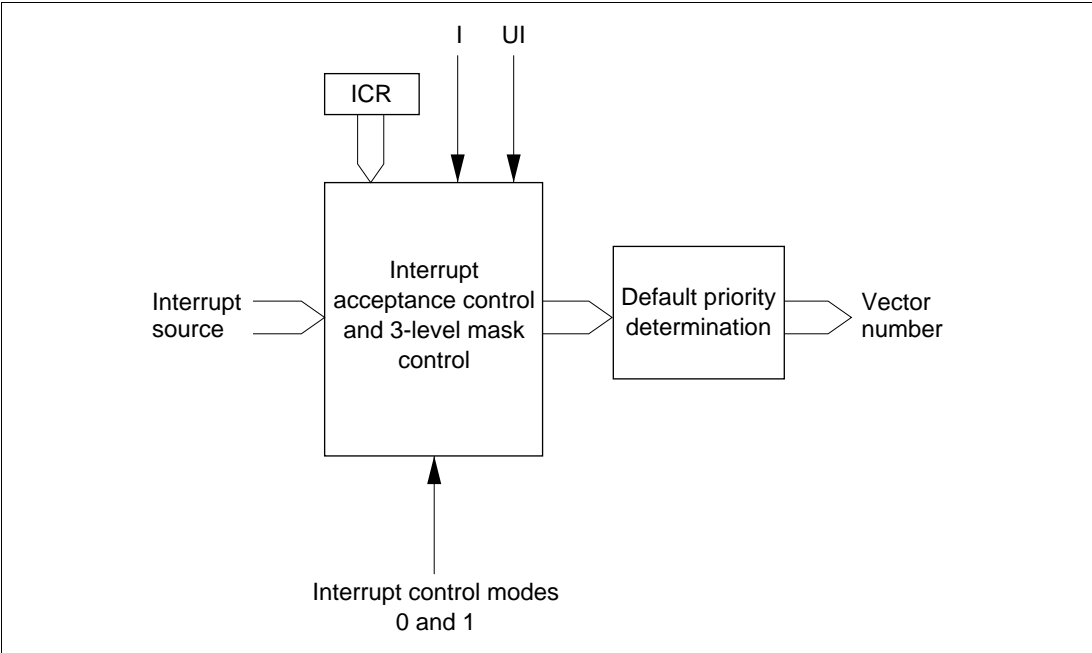 I UI
ICR
Interrupt
acceptance control
and 3-level mask
control
Interrupt
source
Default priority
determination
Vector
number
Interrupt control modes
0 and 1